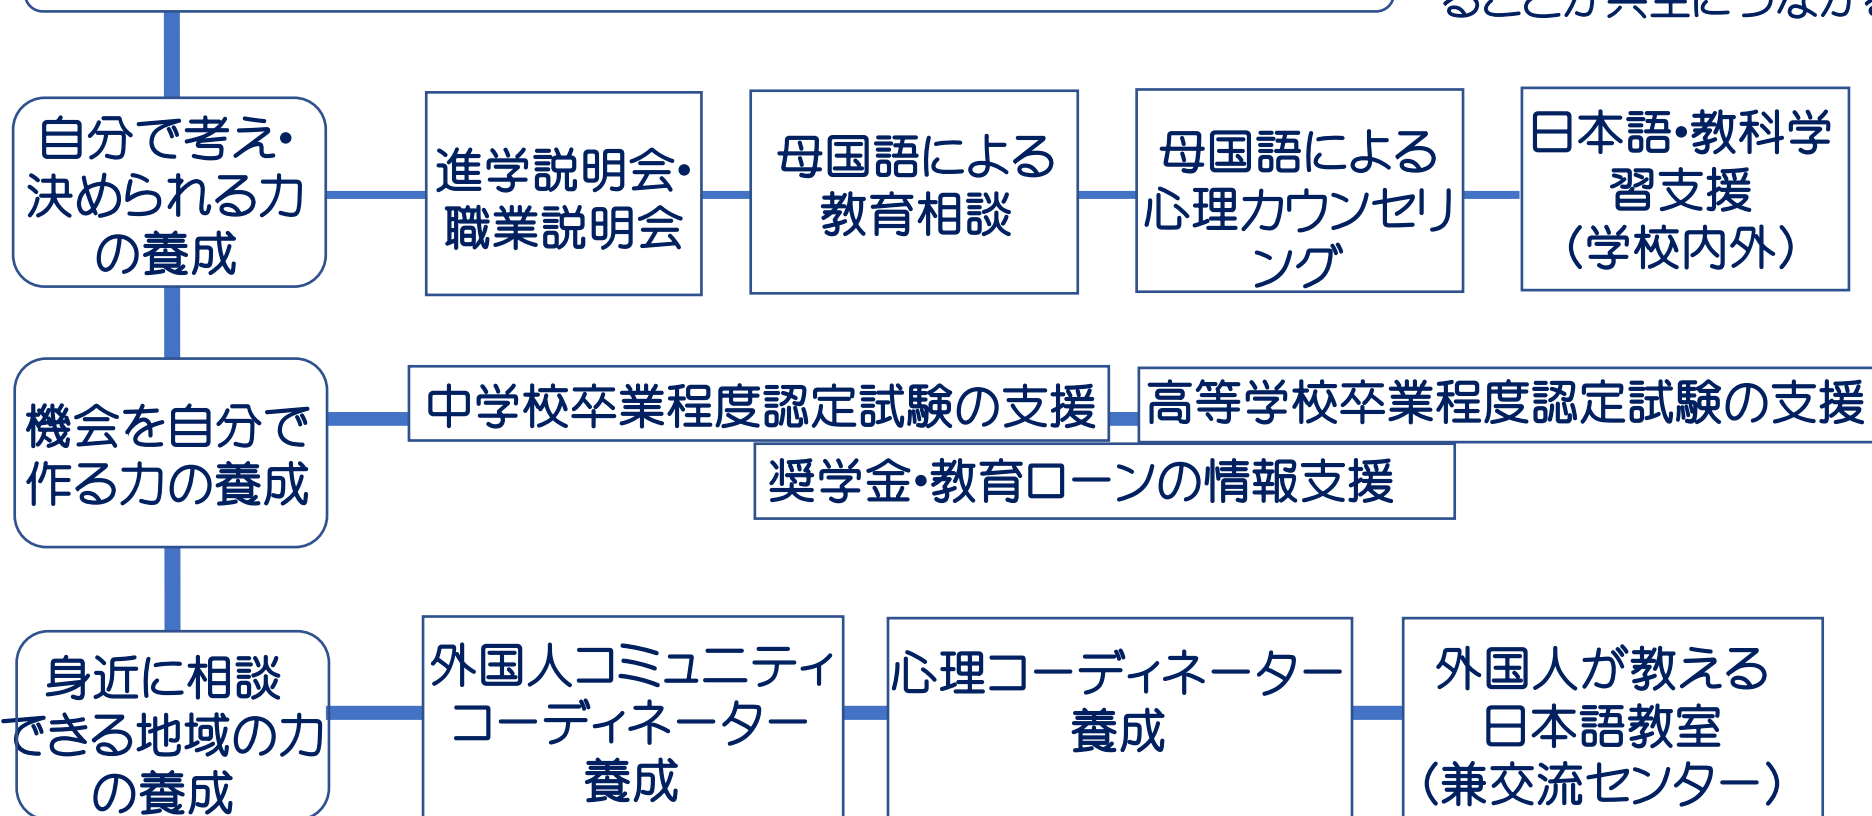 自分で考え・
決められる力
の養成
進学説明会・
職業説明会
母国語による
教育相談
母国語による
心理カウンセリ
ング
日本語・教科学
習支援
（学校内外）
機会を自分で
作る力の養成
中学校卒業程度認定試験の支援
高等学校卒業程度認定試験の支援
奨学金・教育ローンの情報支援
身近に相談
できる地域の力
の養成
外国人コミュニティ
コーディネーター
養成
心理コーディネーター
養成
外国人が教える
日本語教室
（兼交流センター）